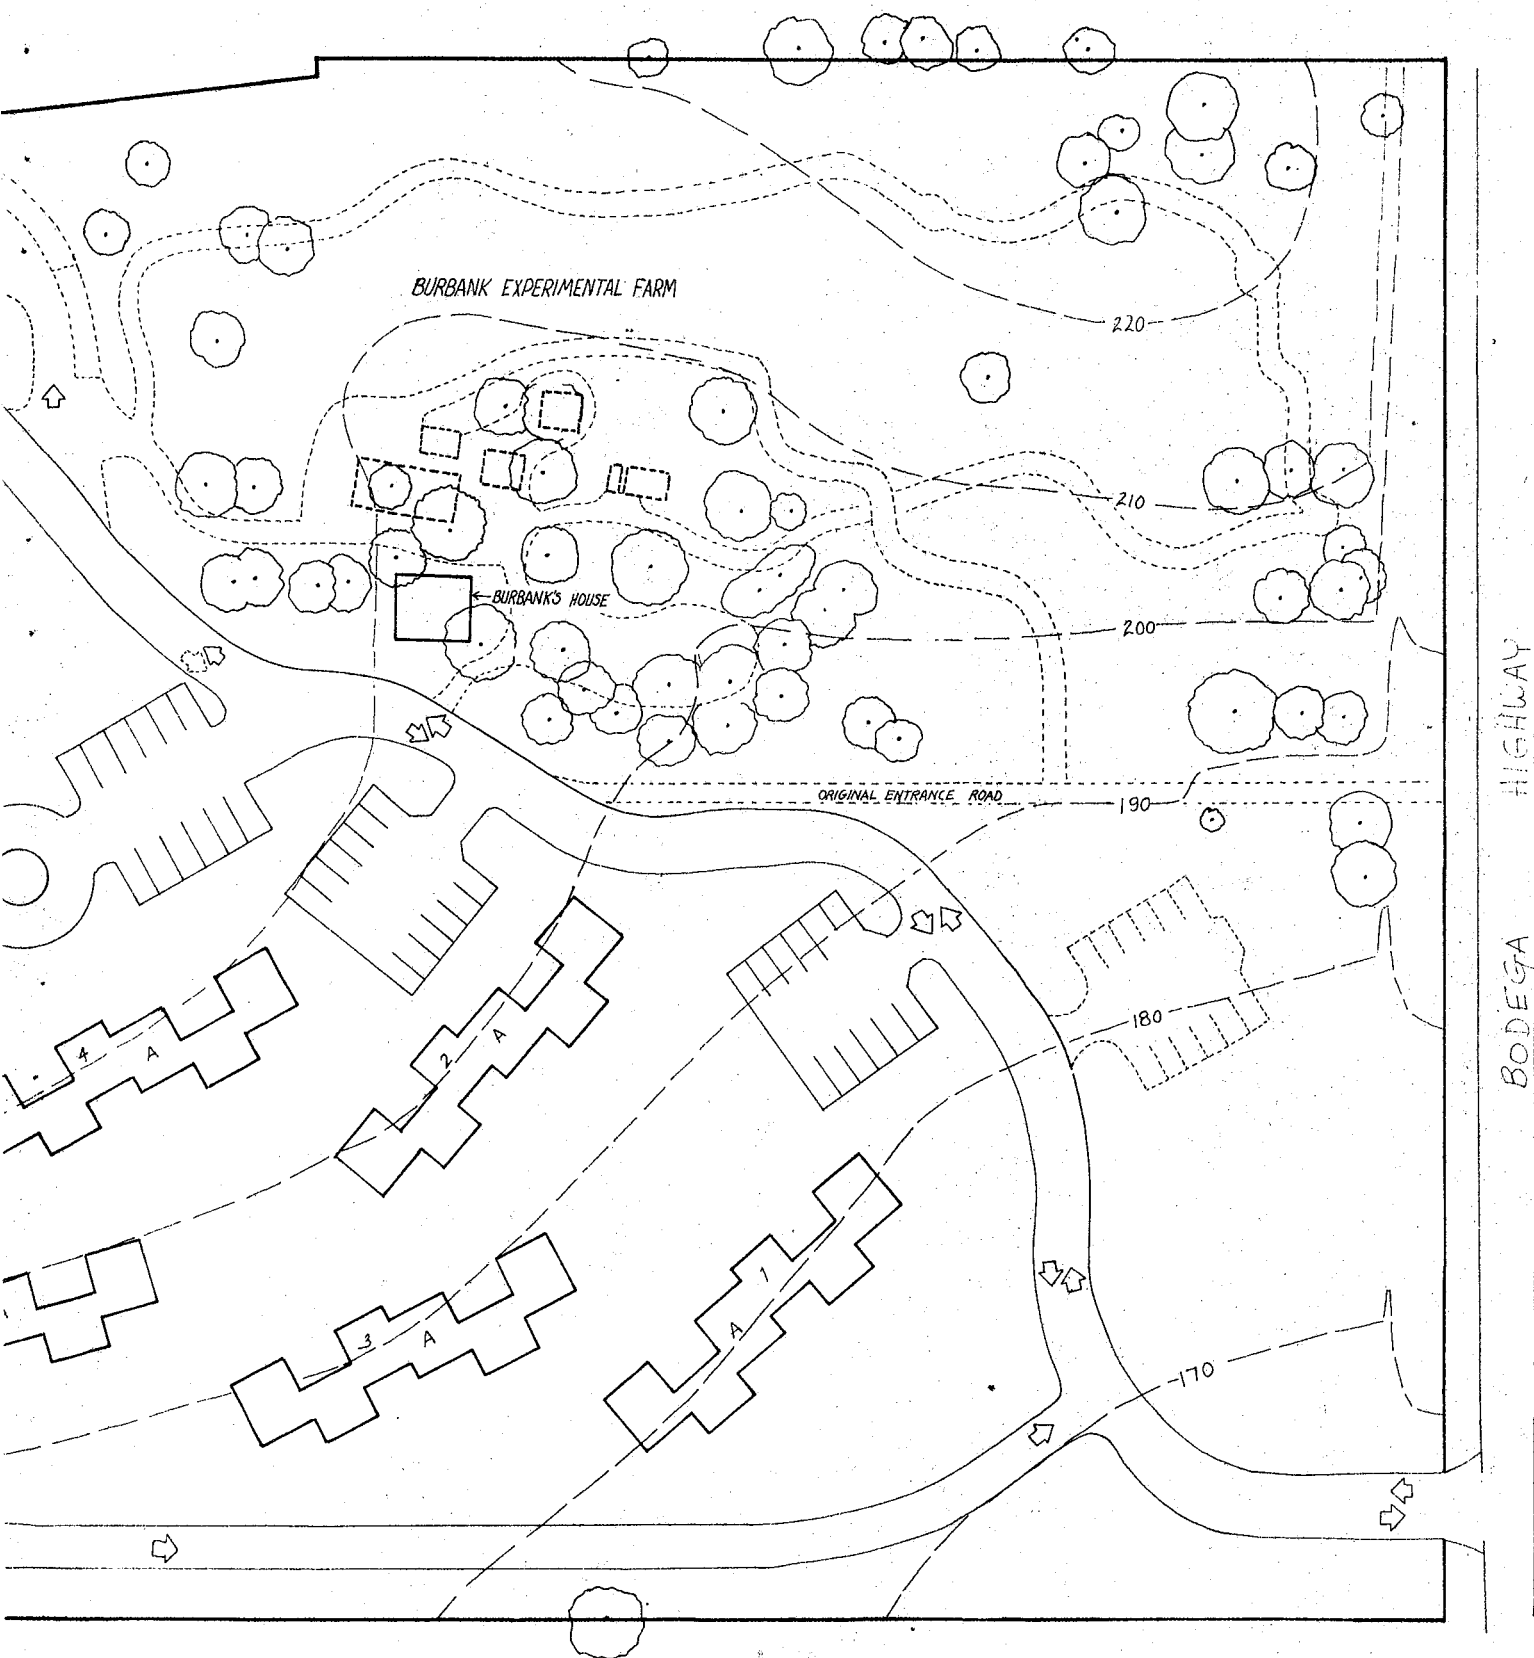 BURBANK EXPERIMENTAL FARM
220
210
← BURBANK'S HOUSE
200
ORIGINAL ENTRANCE ROAD
190
180
BODEGA HIGHWAY
4 A
2 A
1
A
3 A
170